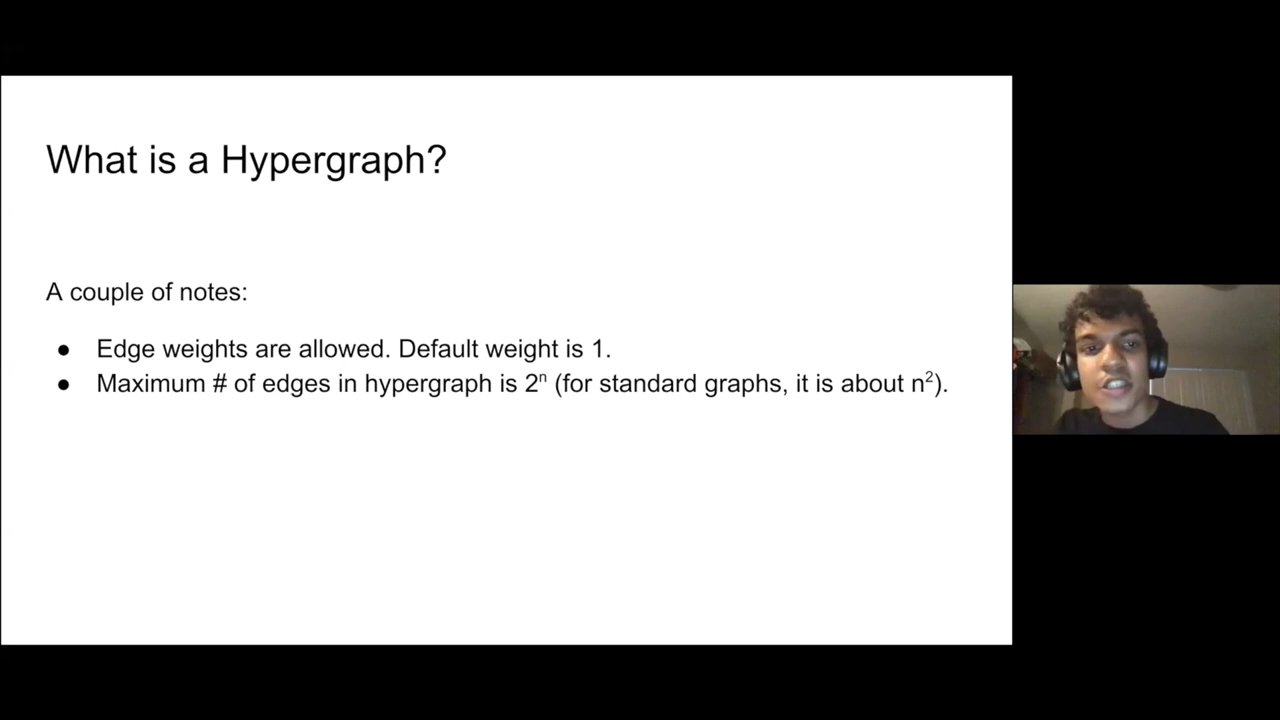 What is a Hypergraph?
A couple of notes:
● Edge weights are allowed. Default weight is 1.
● Maximum # of edges in hypergraph is 2ⁿ (for standard graphs, it is about n²).